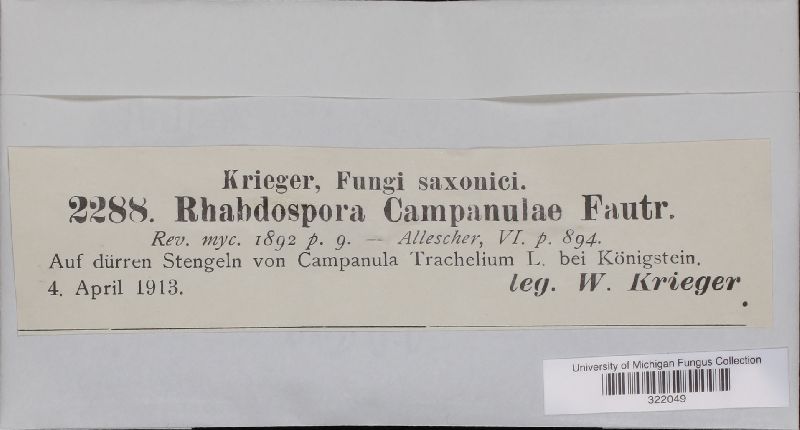 Krieger, Fungi saxonici.
2288. Rhabdospora Campanulae Fautr.
Rev. myc. 1892 p. 9. — Allescher, VI. p. 894.
Auf dürren Stengeln von Campanula Trachelium L. bei Königstein.
4. April 1913. leg. W. Krieger
University of Michigan Fungus Collection
322049